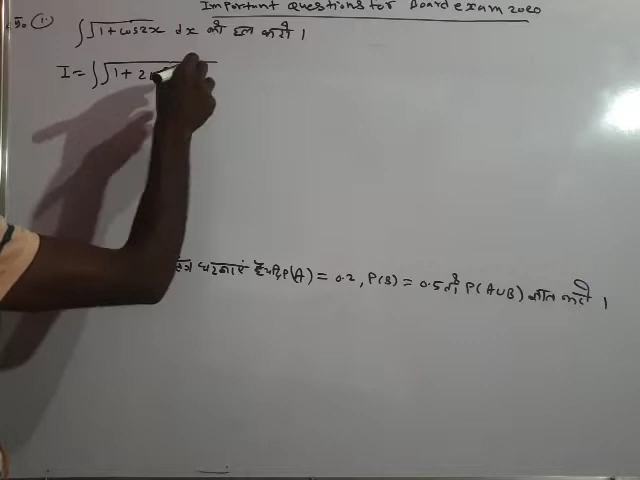 Important Questions for Board exam 2020
प्र० ① ∫√1+cos2x dx को हल करो ।
I = ∫√1+2
घटनाएं हैं यदि P(A) = 0.2, P(B) = 0.5 तो P(A∪B) ज्ञात करो ।